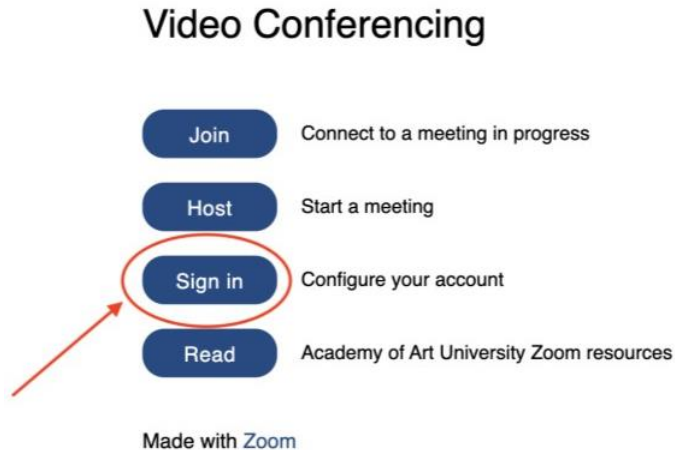 Video Conferencing
Join Connect to a meeting in progress
Host Start a meeting
Sign in Configure your account
Read Academy of Art University Zoom resources
Made with Zoom